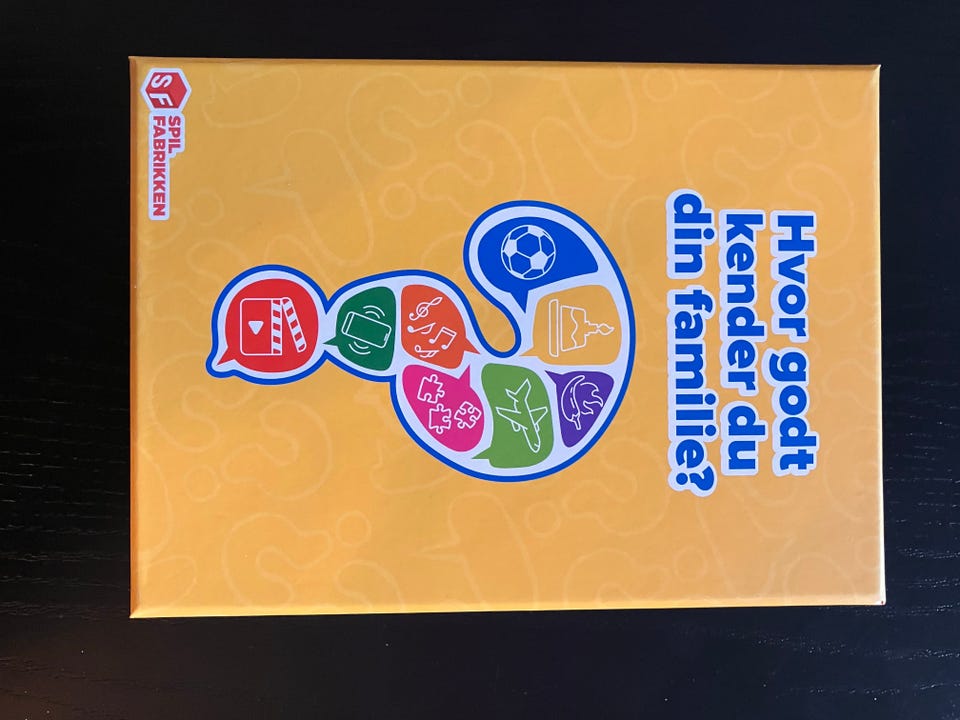 Hvor godt
kender du
din familie?
SF
SPIL
FABRIKKEN